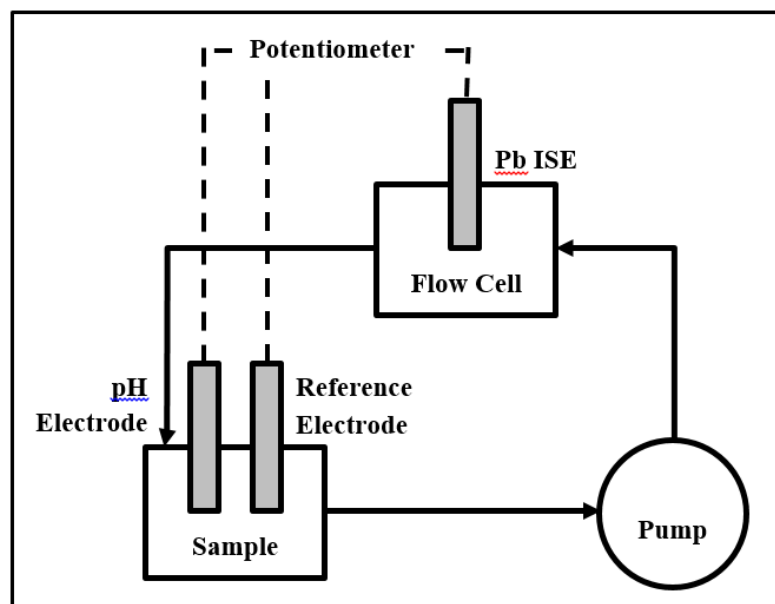 Potentiometer
Pb ISE
Flow Cell
pH
Electrode
Reference
Electrode
Sample
Pump